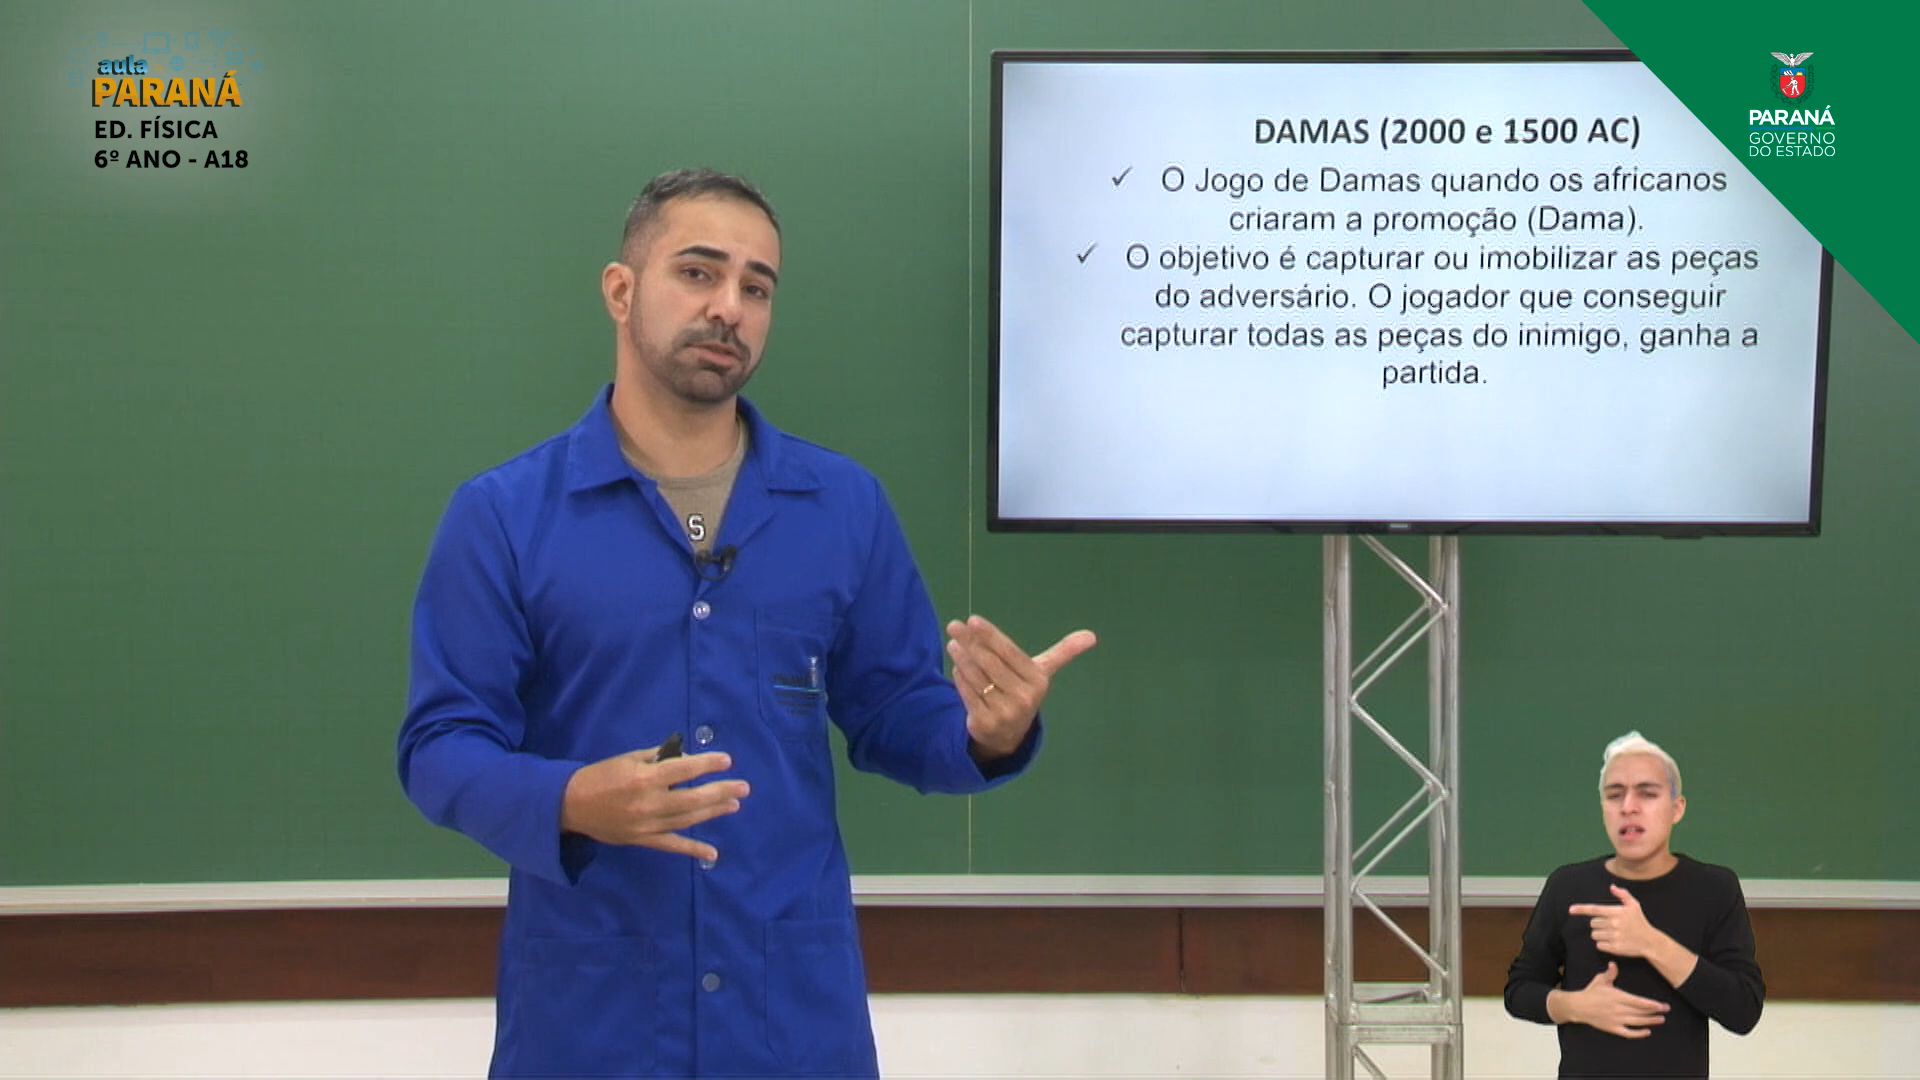 aula
PARANÁ
ED. FÍSICA
6º ANO - A18
DAMAS (2000 e 1500 AC)
✓ O Jogo de Damas quando os africanos
criaram a promoção (Dama).
✓ O objetivo é capturar ou imobilizar as peças
do adversário. O jogador que conseguir
capturar todas as peças do inimigo, ganha a
partida.
PARANÁ
GOVERNO
DO ESTADO
S